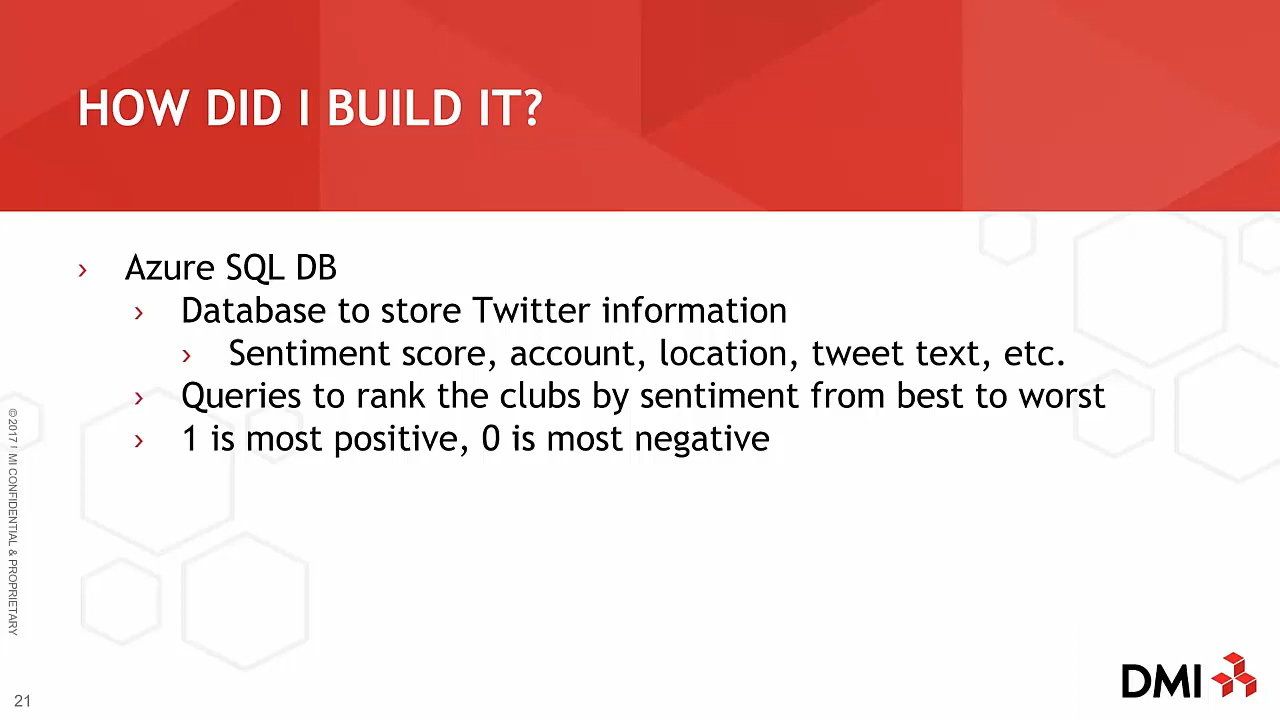 HOW DID I BUILD IT?
› Azure SQL DB
› Database to store Twitter information
› Sentiment score, account, location, tweet text, etc.
› Queries to rank the clubs by sentiment from best to worst
› 1 is most positive, 0 is most negative
© 2017 MI CONFIDENTIAL & PROPRIETARY
21
DMI